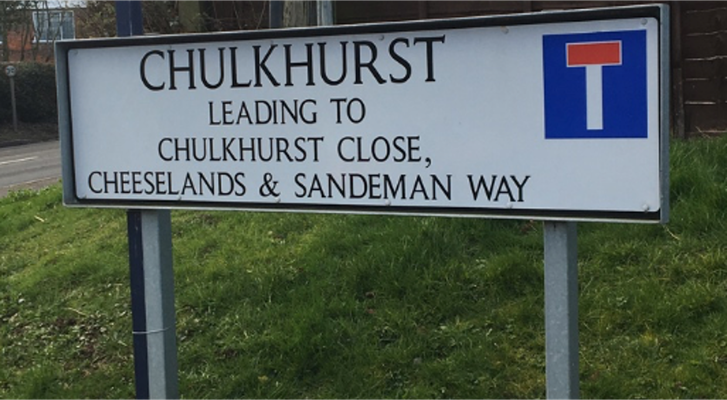 CHULKHURST
LEADING TO
CHULKHURST CLOSE,
CHEESELANDS & SANDEMAN WAY